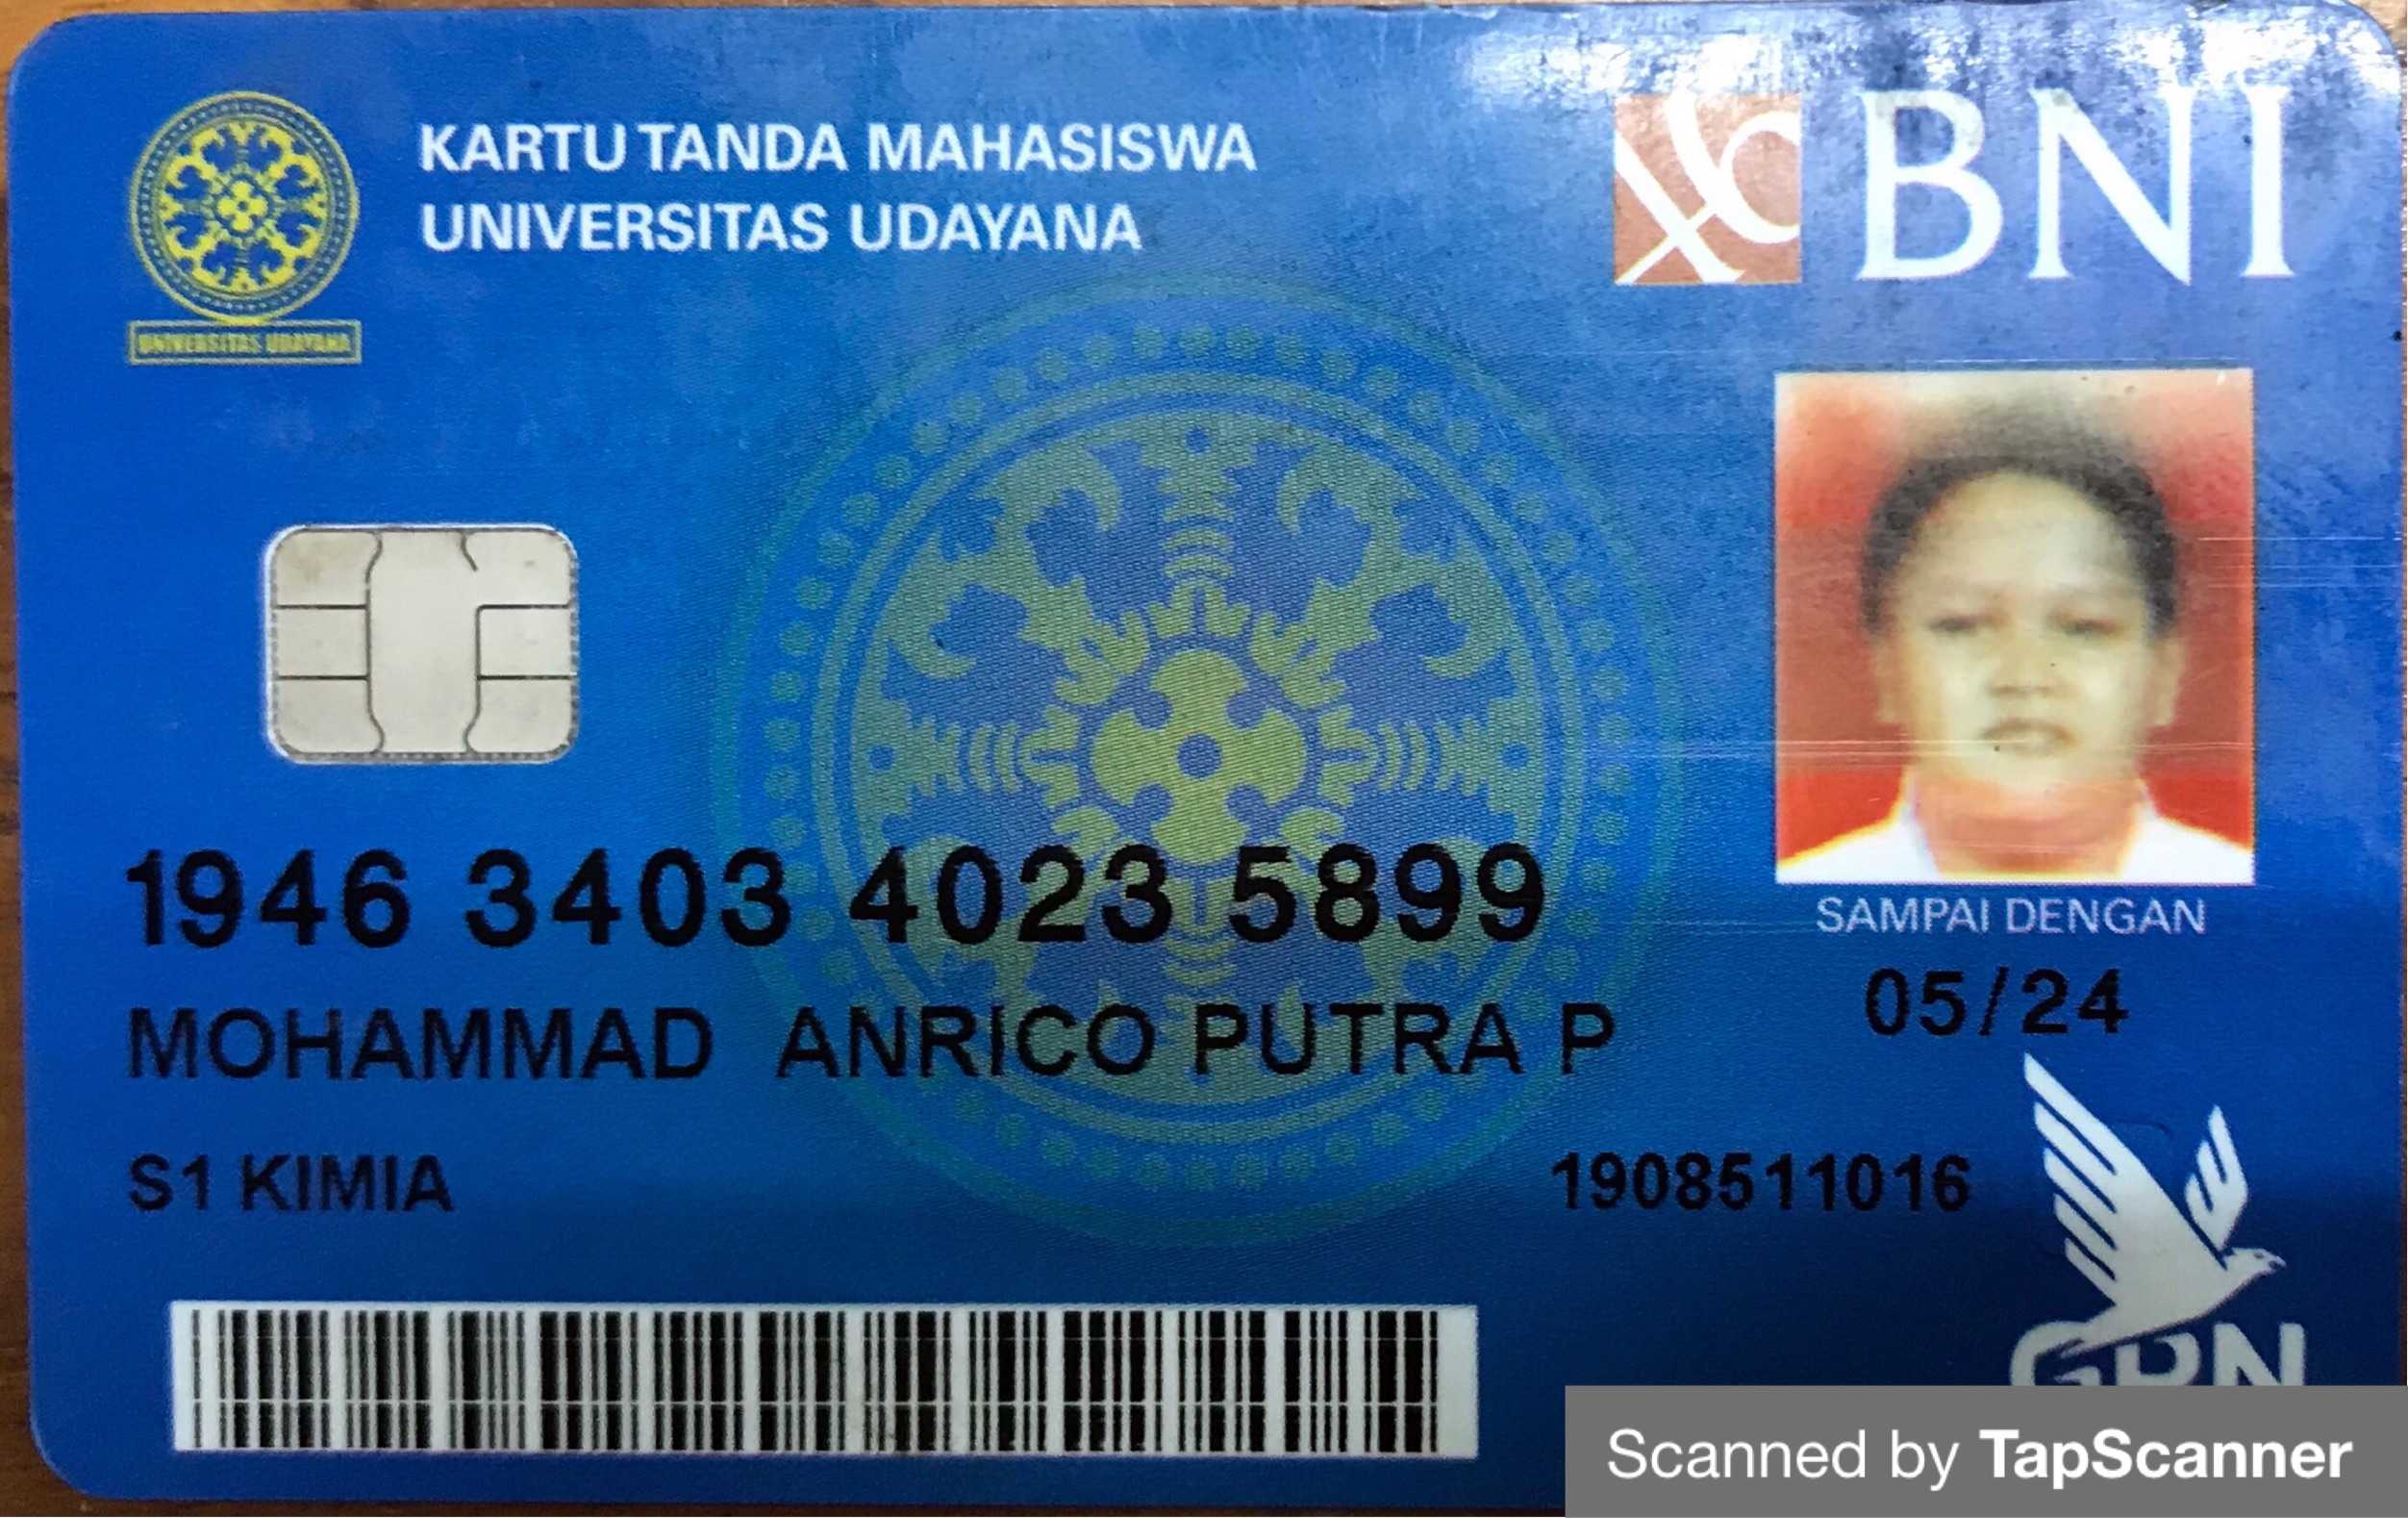 KARTU TANDA MAHASISWA
UNIVERSITAS UDAYANA
BNI
UNIVERSITAS UDAYANA
1946 3403 4023 5899
SAMPAI DENGAN
05/24
MOHAMMAD ANRICO PUTRA P
S1 KIMIA
1908511016
GPN
Scanned by TapScanner